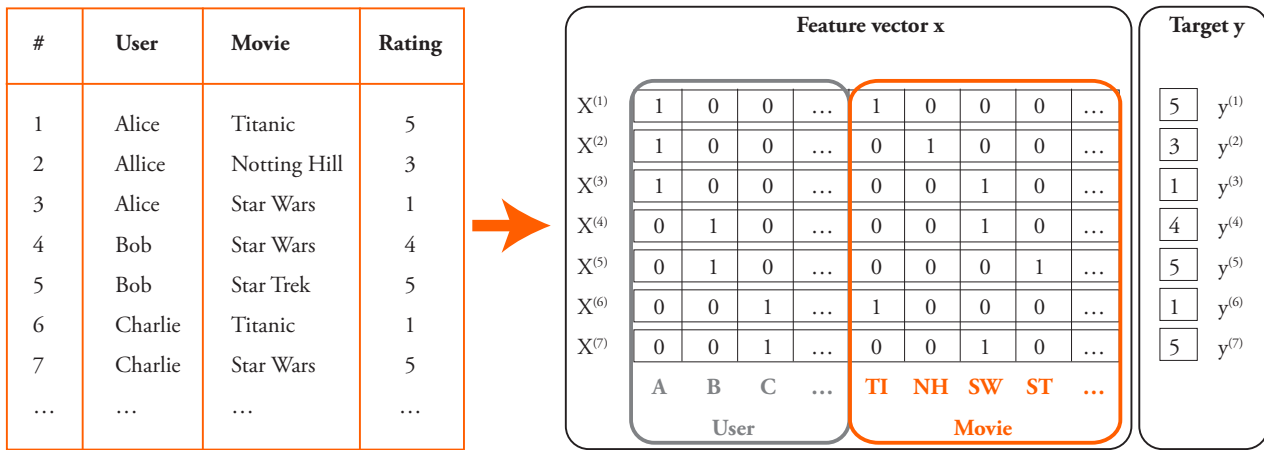 # User Movie Rating
1 Alice Titanic 5
2 Allice Notting Hill 3
3 Alice Star Wars 1
4 Bob Star Wars 4
5 Bob Star Trek 5
6 Charlie Titanic 1
7 Charlie Star Wars 5
… … … …
Feature vector x
X⁽¹⁾ 1 0 0 … 1 0 0 0 …
X⁽²⁾ 1 0 0 … 0 1 0 0 …
X⁽³⁾ 1 0 0 … 0 0 1 0 …
X⁽⁴⁾ 0 1 0 … 0 0 1 0 …
X⁽⁵⁾ 0 1 0 … 0 0 0 1 …
X⁽⁶⁾ 0 0 1 … 1 0 0 0 …
X⁽⁷⁾ 0 0 1 … 0 0 1 0 …
A B C … TI NH SW ST …
User Movie
Target y
5 y⁽¹⁾
3 y⁽²⁾
1 y⁽³⁾
4 y⁽⁴⁾
5 y⁽⁵⁾
1 y⁽⁶⁾
5 y⁽⁷⁾